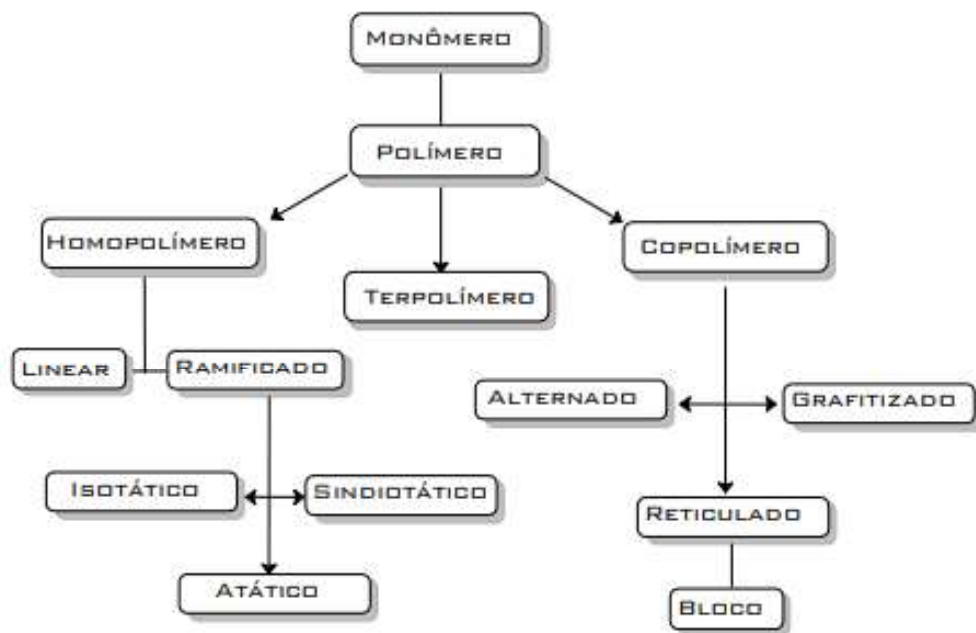 MONÔMERO
POLÍMERO
HOMOPOLÍMERO
COPOLÍMERO
TERPOLÍMERO
LINEAR
RAMIFICADO
ALTERNADO
GRAFITIZADO
ISOTÁTICO
SINDIOTÁTICO
RETICULADO
ATÁTICO
BLOCO